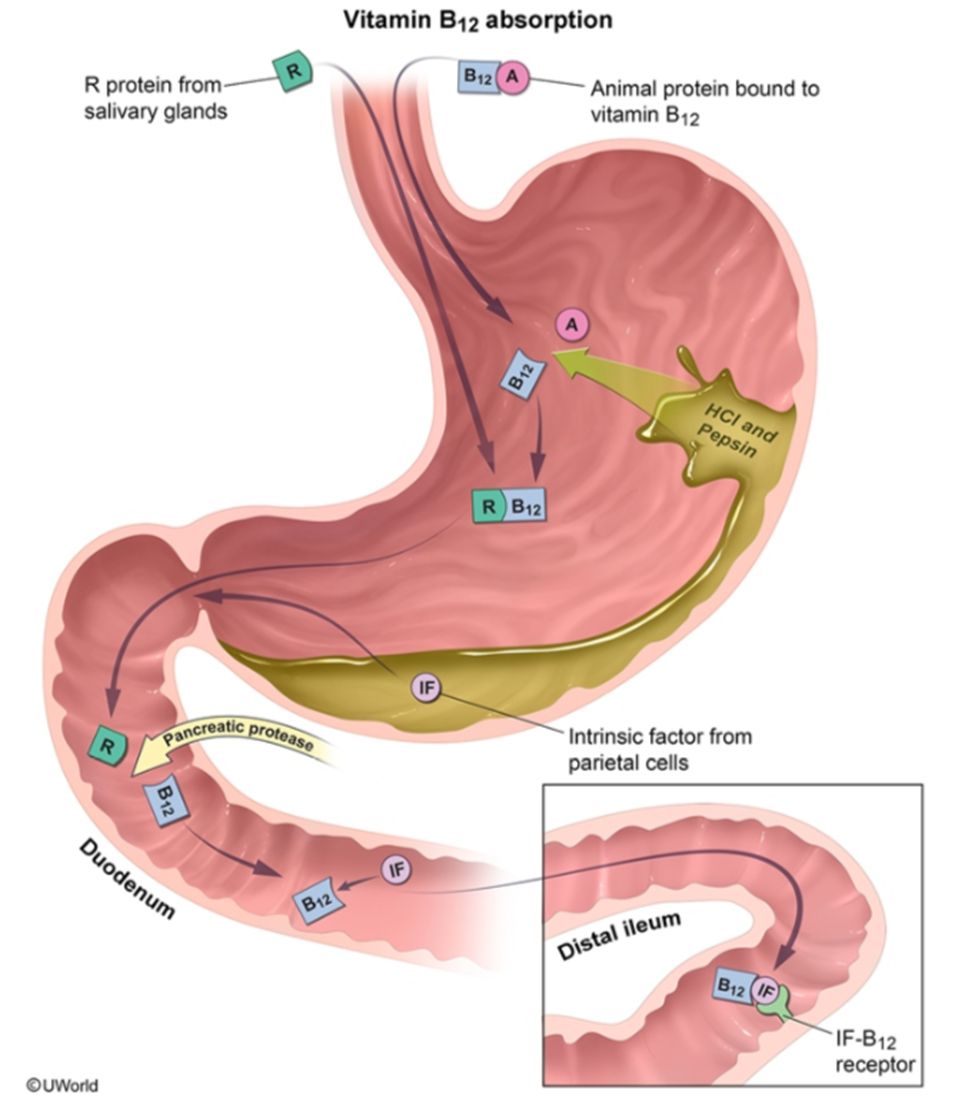 Vitamin B₁₂ absorption
R protein from
salivary glands
R
B₁₂ A
Animal protein bound to
vitamin B₁₂
A
B₁₂
HCl and
Pepsin
R B₁₂
IF
Intrinsic factor from
parietal cells
R
Pancreatic protease
B₁₂
Duodenum
IF
B₁₂
Distal ileum
B₁₂ IF
IF-B₁₂
receptor
©UWorld